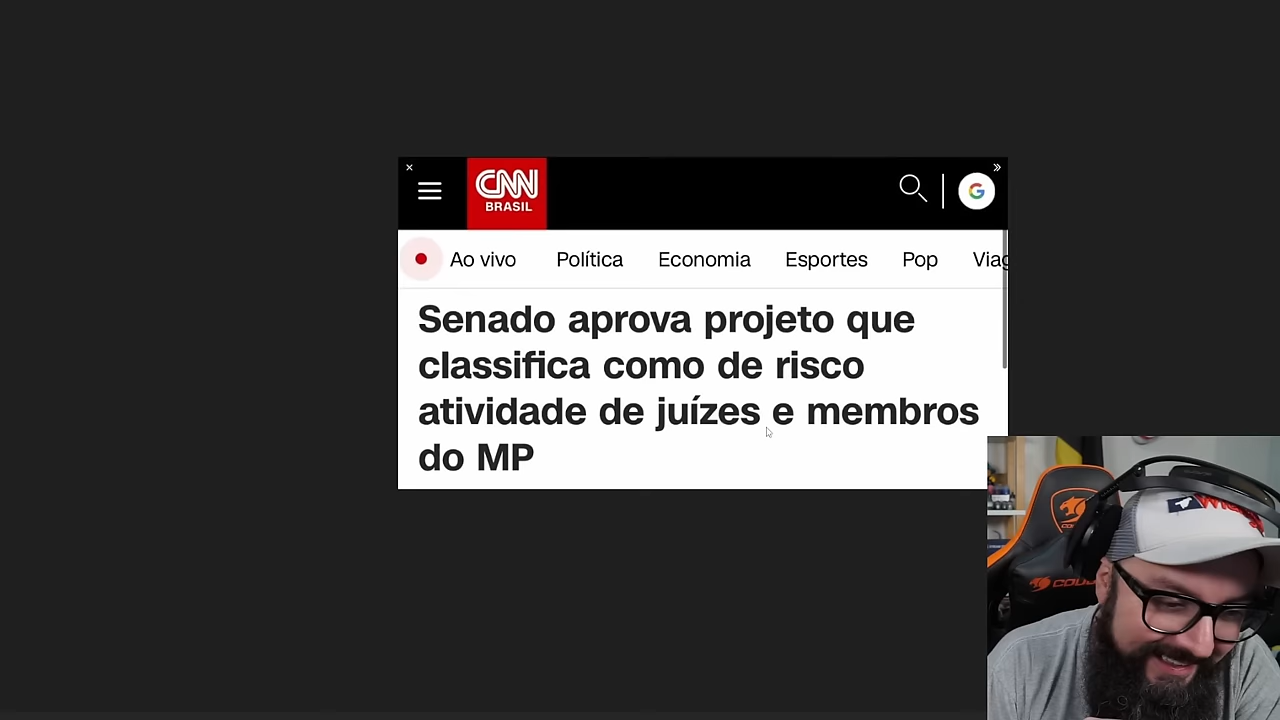 CNN
BRASIL
G
Ao vivo Política Economia Esportes Pop
Senado aprova projeto que
classifica como de risco
atividade de juízes e membros
do MP